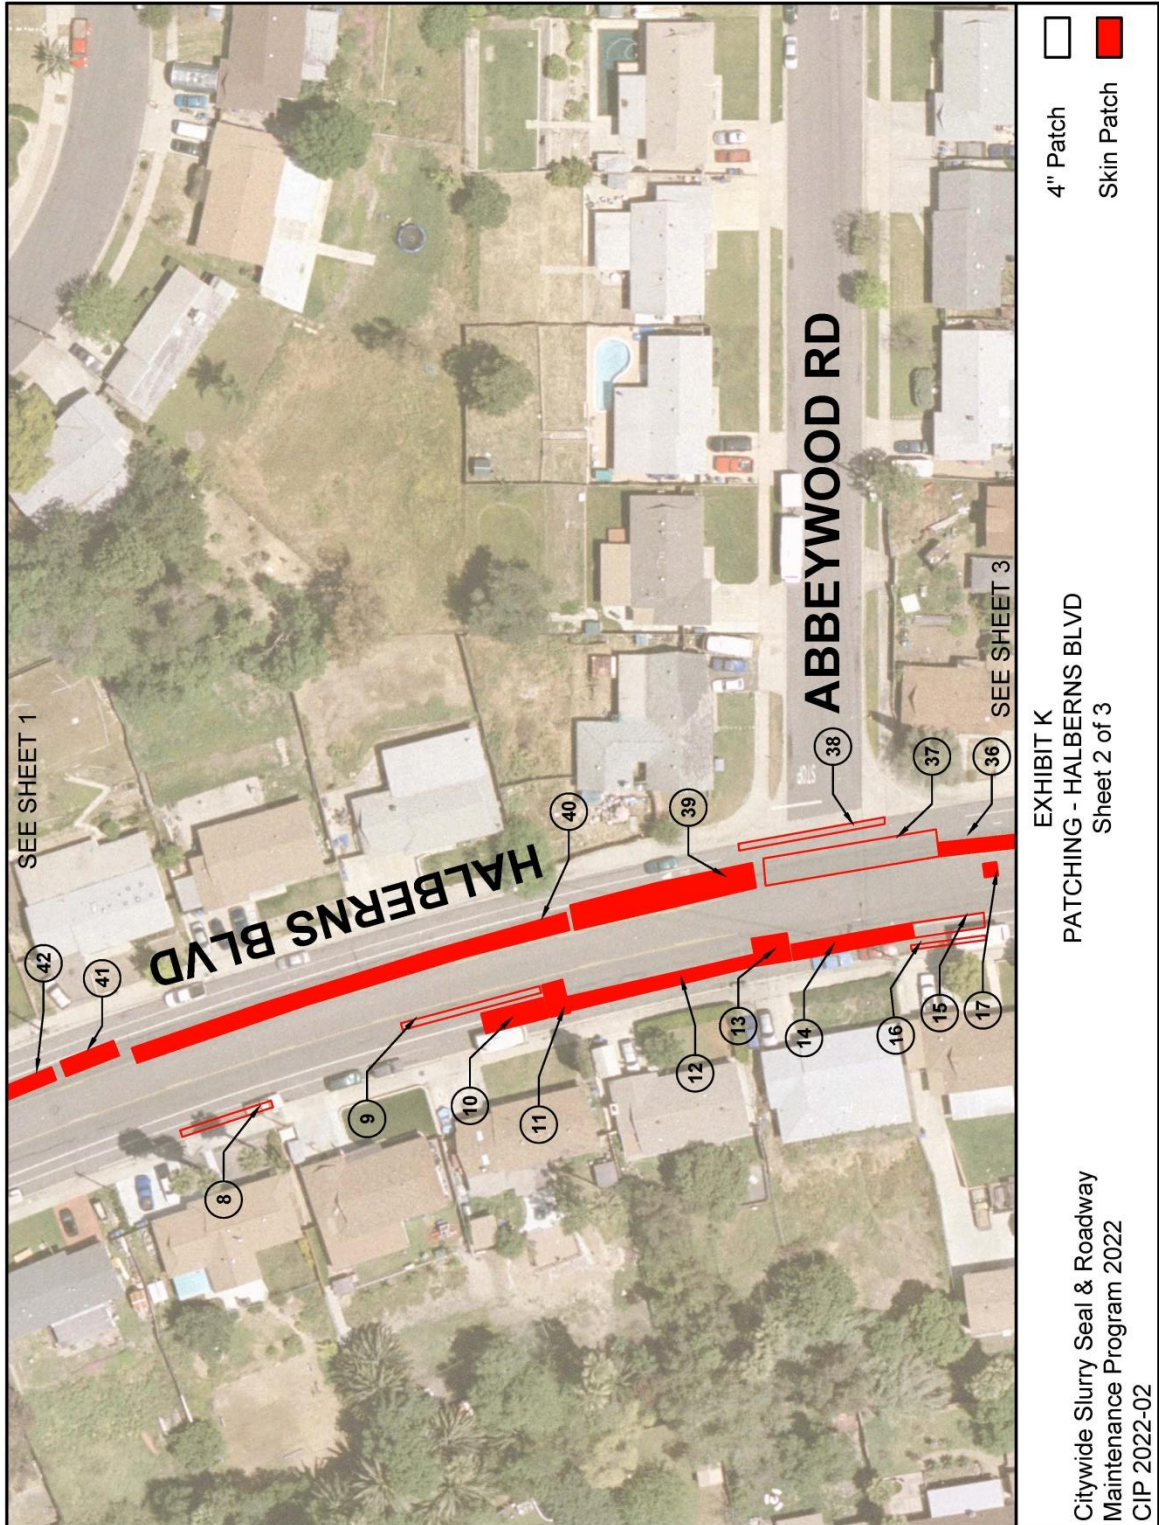 SEE SHEET 1
42
41
HALBERNS BLVD
40
39
38
37
36
8
9
10
11
12
13
14
16
15
17
STOP
ABBEYWOOD RD
SEE SHEET 3
Citywide Slurry Seal & Roadway
Maintenance Program 2022
CIP 2022-02
EXHIBIT K
PATCHING - HALBERNS BLVD
Sheet 2 of 3
4" Patch
Skin Patch